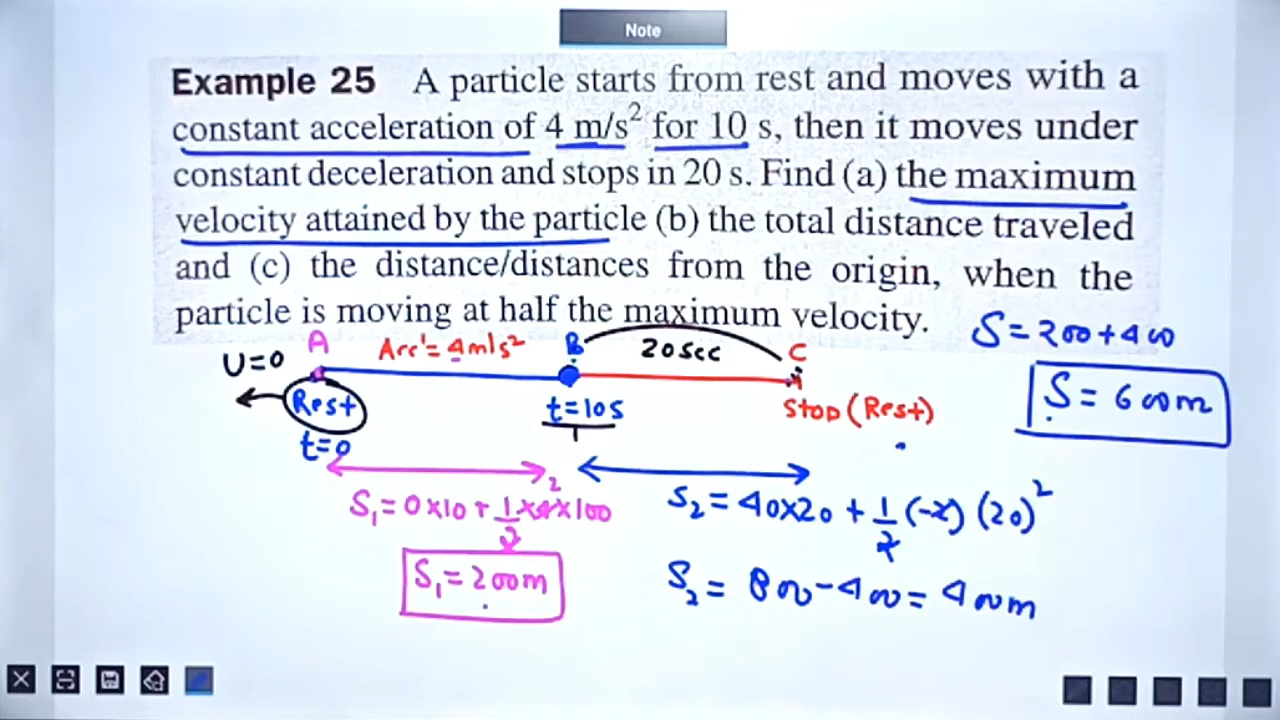 Note
Example 25 A particle starts from rest and moves with a
constant acceleration of 4 m/s² for 10 s, then it moves under
constant deceleration and stops in 20 s. Find (a) the maximum
velocity attained by the particle (b) the total distance traveled
and (c) the distance/distances from the origin, when the
particle is moving at half the maximum velocity.
S = 200 + 400
S = 600m
U=0 A Acc'= 4m/s² B 20Sec C
Rest t=10s Stop (Rest)
t=0
S₁ = 0×10 + 1/2×4×100 2
S₁ = 200m
S₂ = 40×20 + 1/2 (-2) (20)²
S₂ = 800 - 400 = 400m